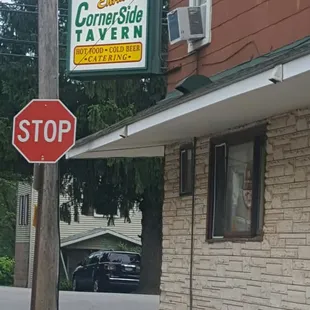 CornerSide
TAVERN
HOT FOOD • COLD BEER
• CATERING •
STOP